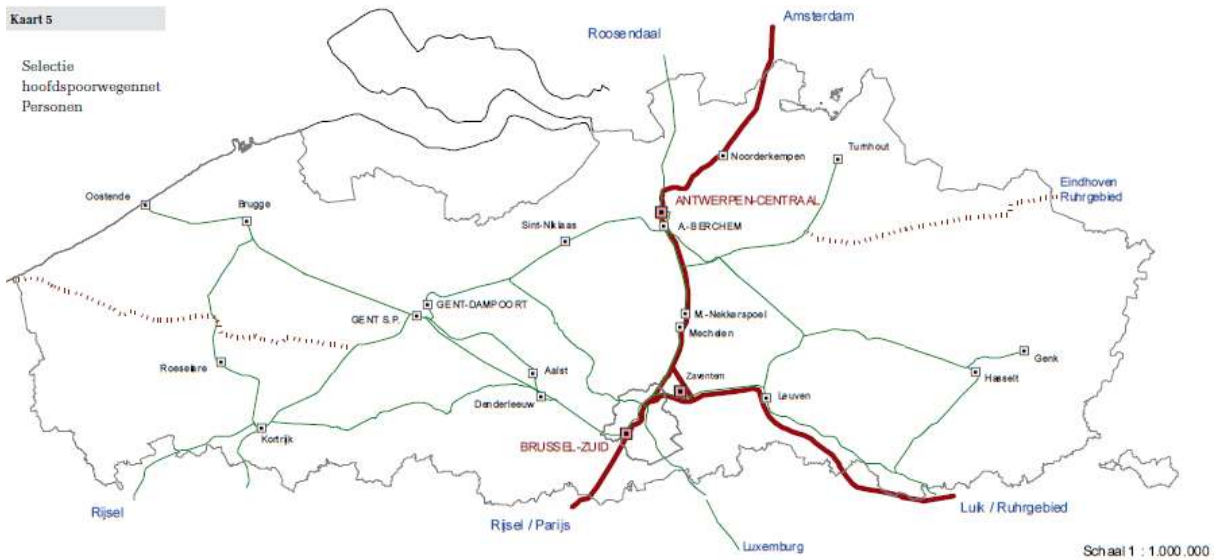 Kaart 5
Selectie
hoofdspoorwegennet
Personen
Amsterdam
Roosendaal
Noorderkempen
Turnhout
Eindhoven
Ruhrgebied
Oostende
Brugge
ANTWERPEN-CENTRAAL
A.-BERCHEM
Sint-Niklaas
GENT-DAMPOORT
GENT S.P.
M.-Nekkerspoel
Mechelen
Roeselare
Aalst
Zaventem
Genk
Hasselt
Denderleeuw
Leuven
Kortrijk
BRUSSEL-ZUID
Rijsel
Rijsel / Parijs
Luik / Ruhrgebied
Luxemburg
Schaal 1 : 1.000.000